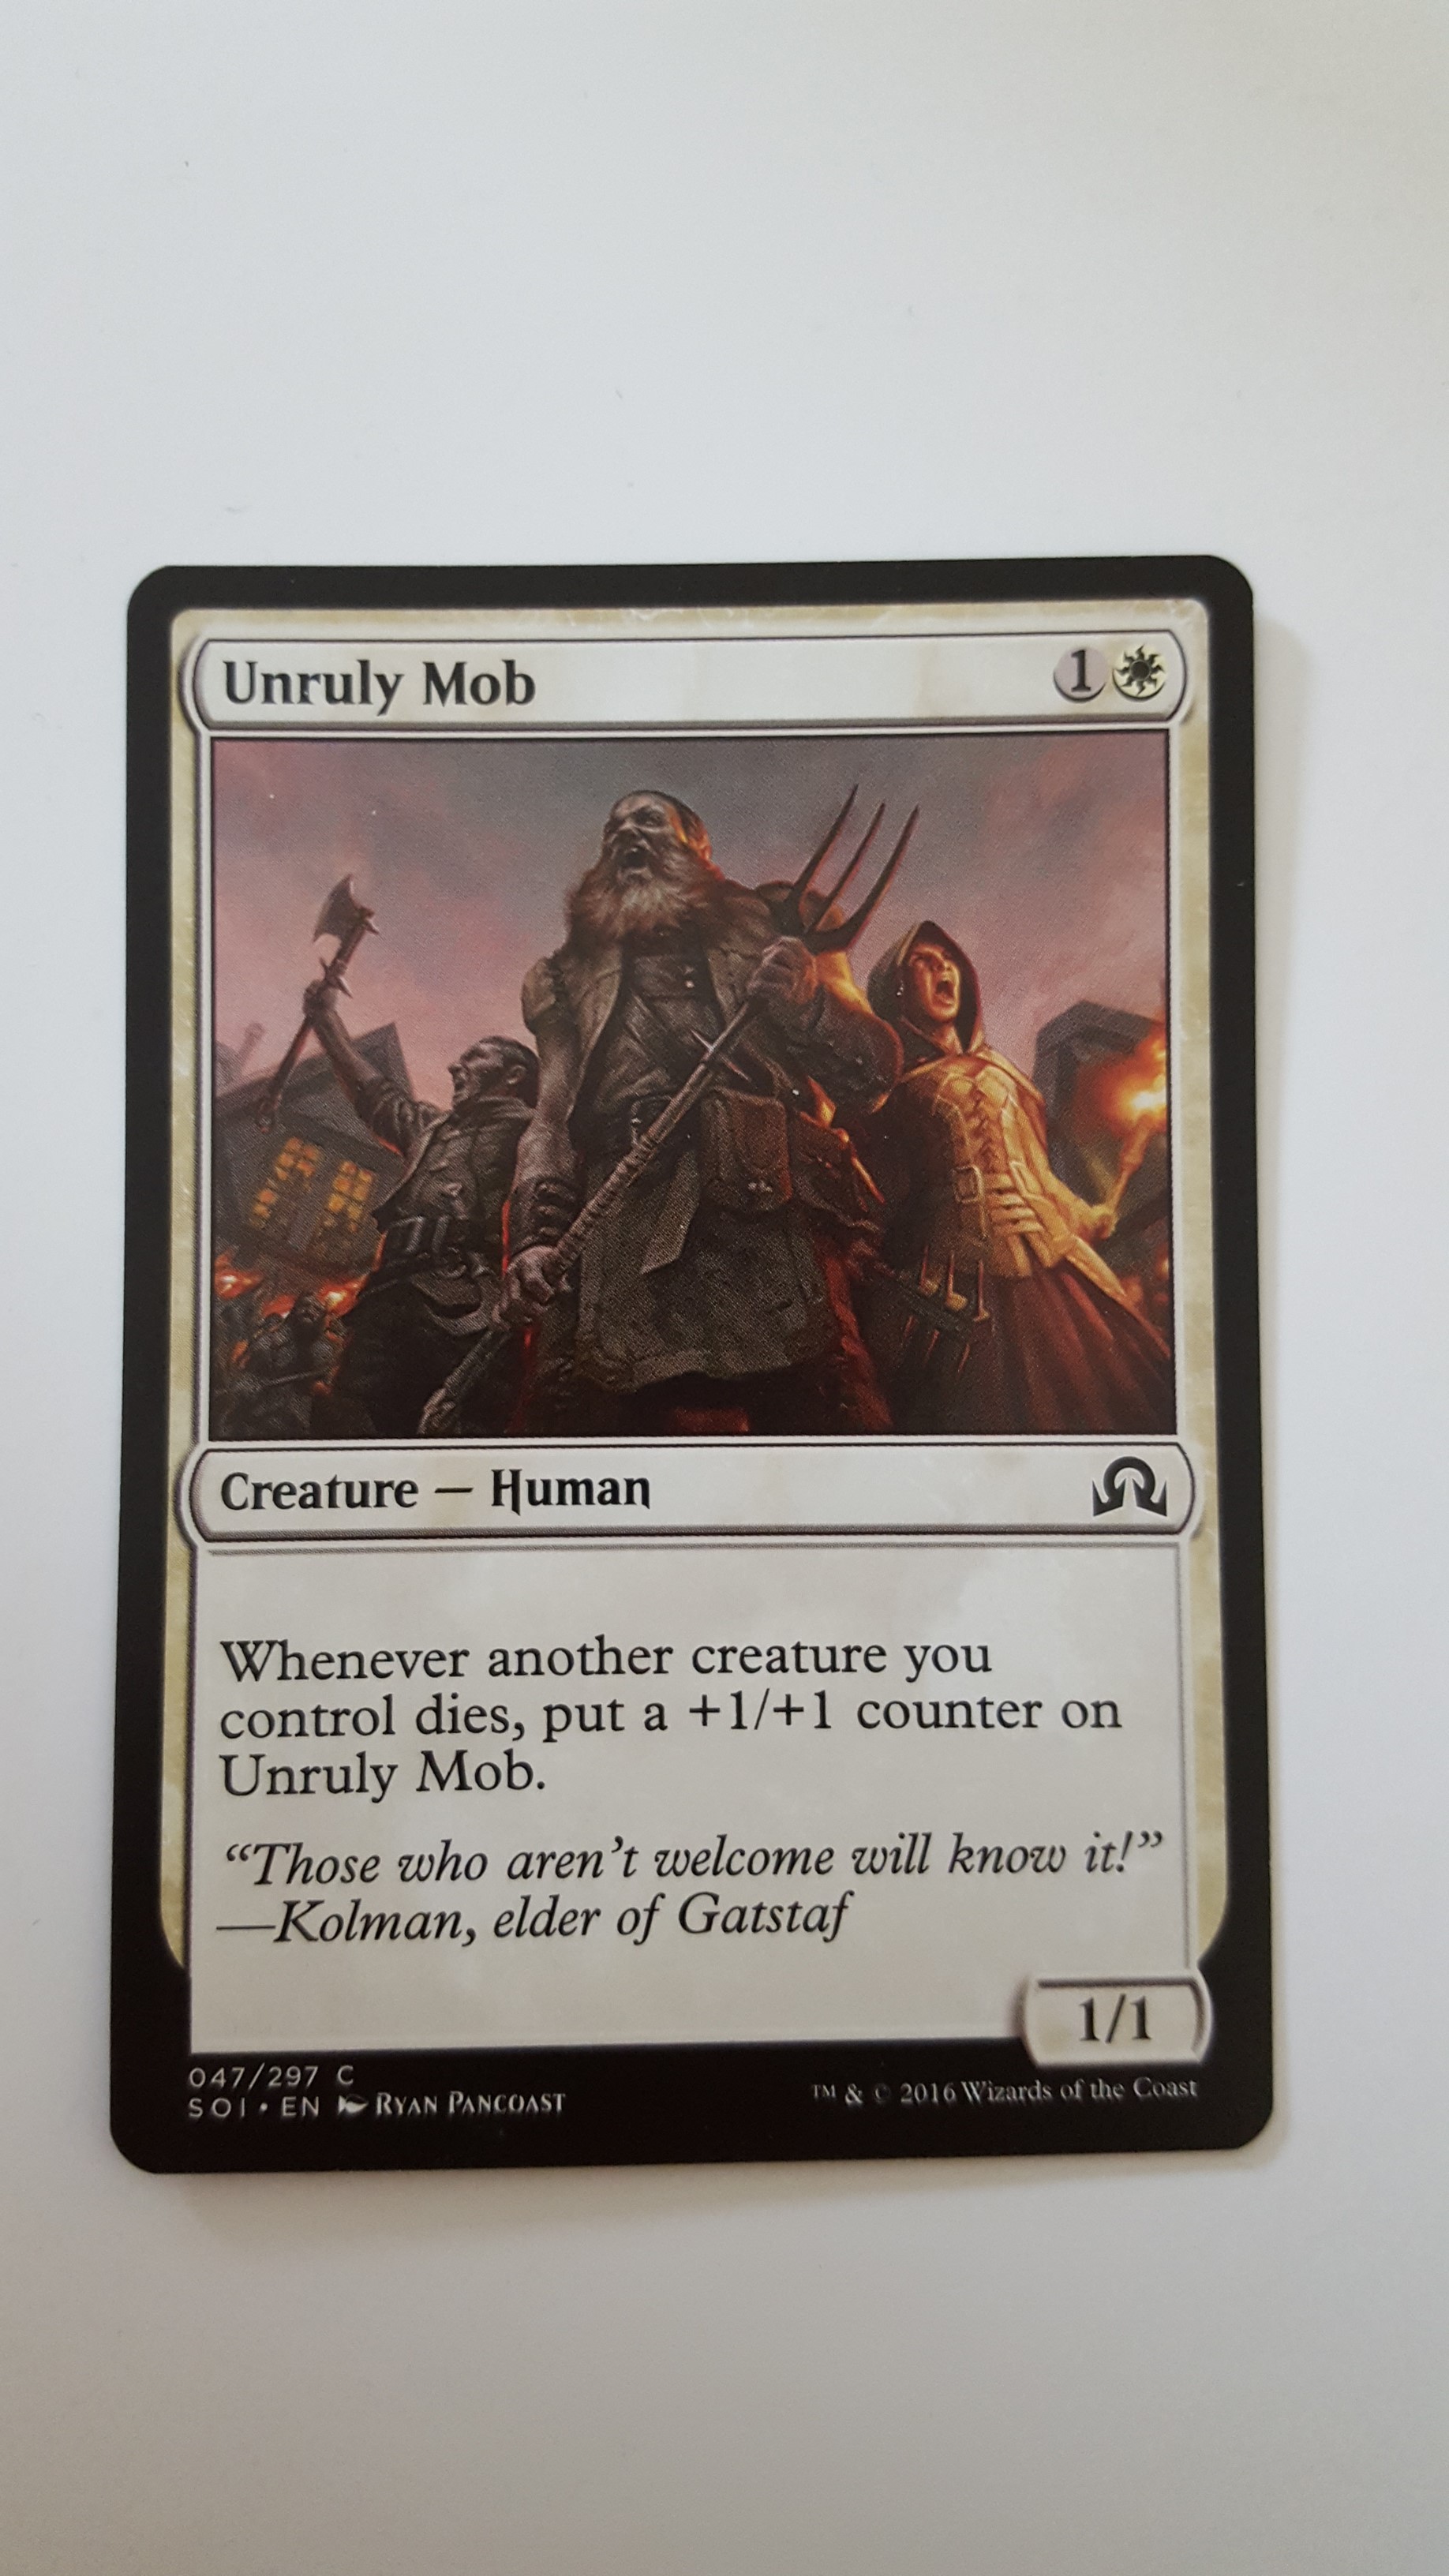 Unruly Mob 1
Creature — Human
Whenever another creature you
control dies, put a +1/+1 counter on
Unruly Mob.
“Those who aren’t welcome will know it!”
—Kolman, elder of Gatstaf
1/1
047/297 C
SOI • EN RYAN PANCOAST
™ & © 2016 Wizards of the Coast